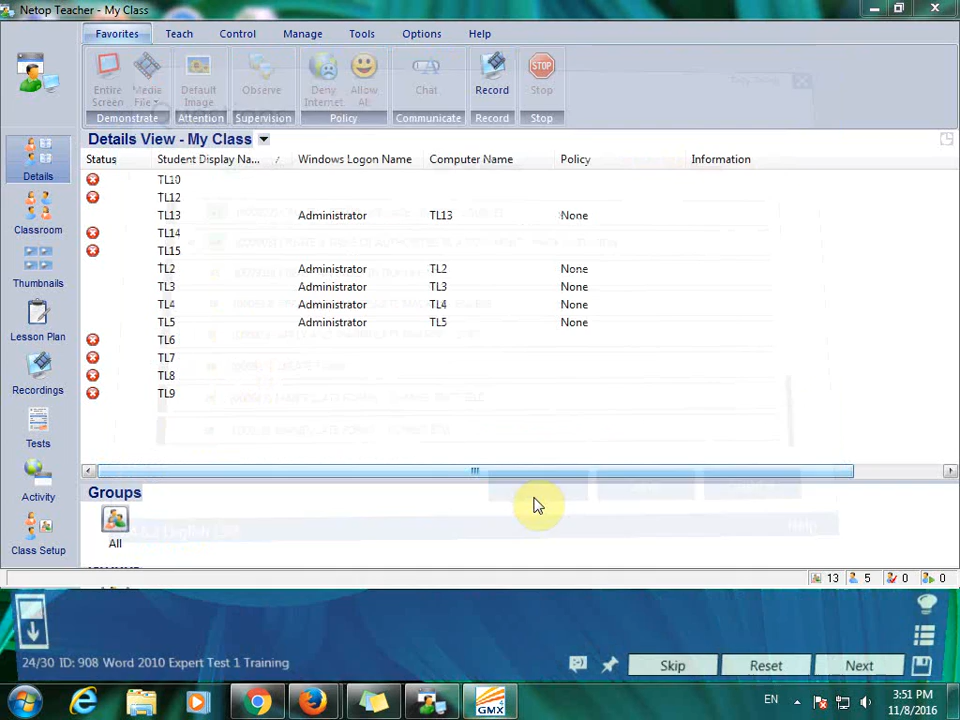 Netop Teacher - My Class
Favorites Teach Control Manage Tools Options Help
Entire Screen Media File Default Image Observe Deny Internet Allow All Chat Record Stop
Demonstrate Attention Supervision Policy Communicate Record Stop
Details View - My Class
Status Student Display Na... Windows Logon Name Computer Name Policy Information
TL10
TL12
TL13 Administrator TL13 None
TL14
TL15
TL2 Administrator TL2 None
TL3 Administrator TL3 None
TL4 Administrator TL4 None
TL5 Administrator TL5 None
TL6
TL7
TL8
TL9
Details
Classroom
Thumbnails
Lesson Plan
Recordings
Tests
Activity
Class Setup
Groups
All
13 5 0 0
24/30 ID: 908 Word 2010 Expert Test 1 Training
Skip Reset Next
GMX
EN
3:51 PM
11/8/2016